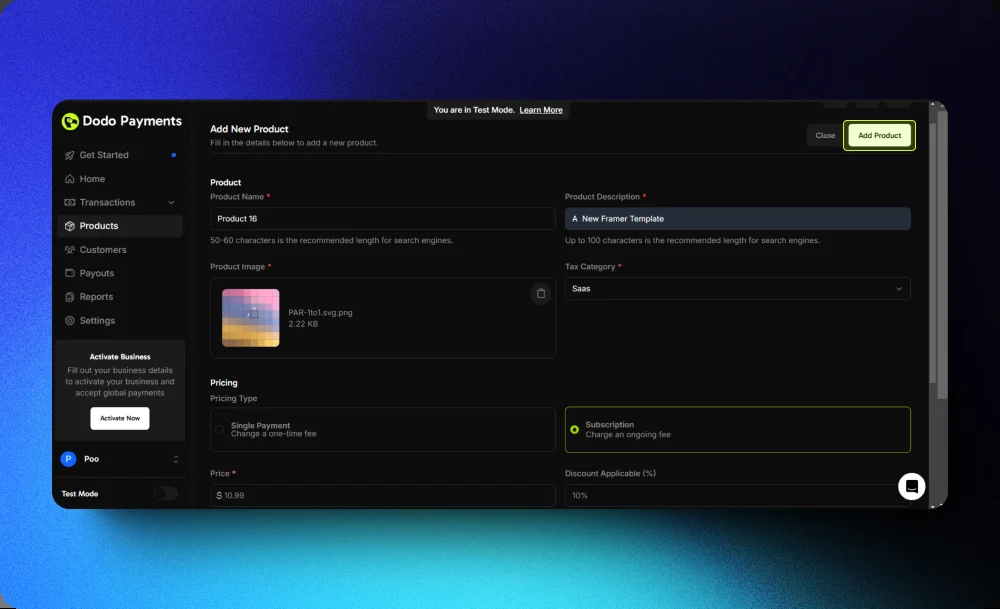 You are in Test Mode. Learn More
Dodo Payments
Get Started
Home
Transactions
Products
Customers
Payouts
Reports
Settings
Activate Business
Fill out your business details
to activate your business and
accept global payments
Activate Now
P Poo
Test Mode
Add New Product
Fill in the details below to add a new product.
Close
Add Product
Product
Product Name *
Product 16
50-60 characters is the recommended length for search engines.
Product Description *
A New Framer Template
Up to 100 characters is the recommended length for search engines.
Product Image *
PAR-1to1.svg.png
2.22 KB
Tax Category *
Saas
Pricing
Pricing Type
Single Payment
Change a one-time fee
Subscription
Charge an ongoing fee
Price *
$ 10.99
Discount Applicable (%)
10%